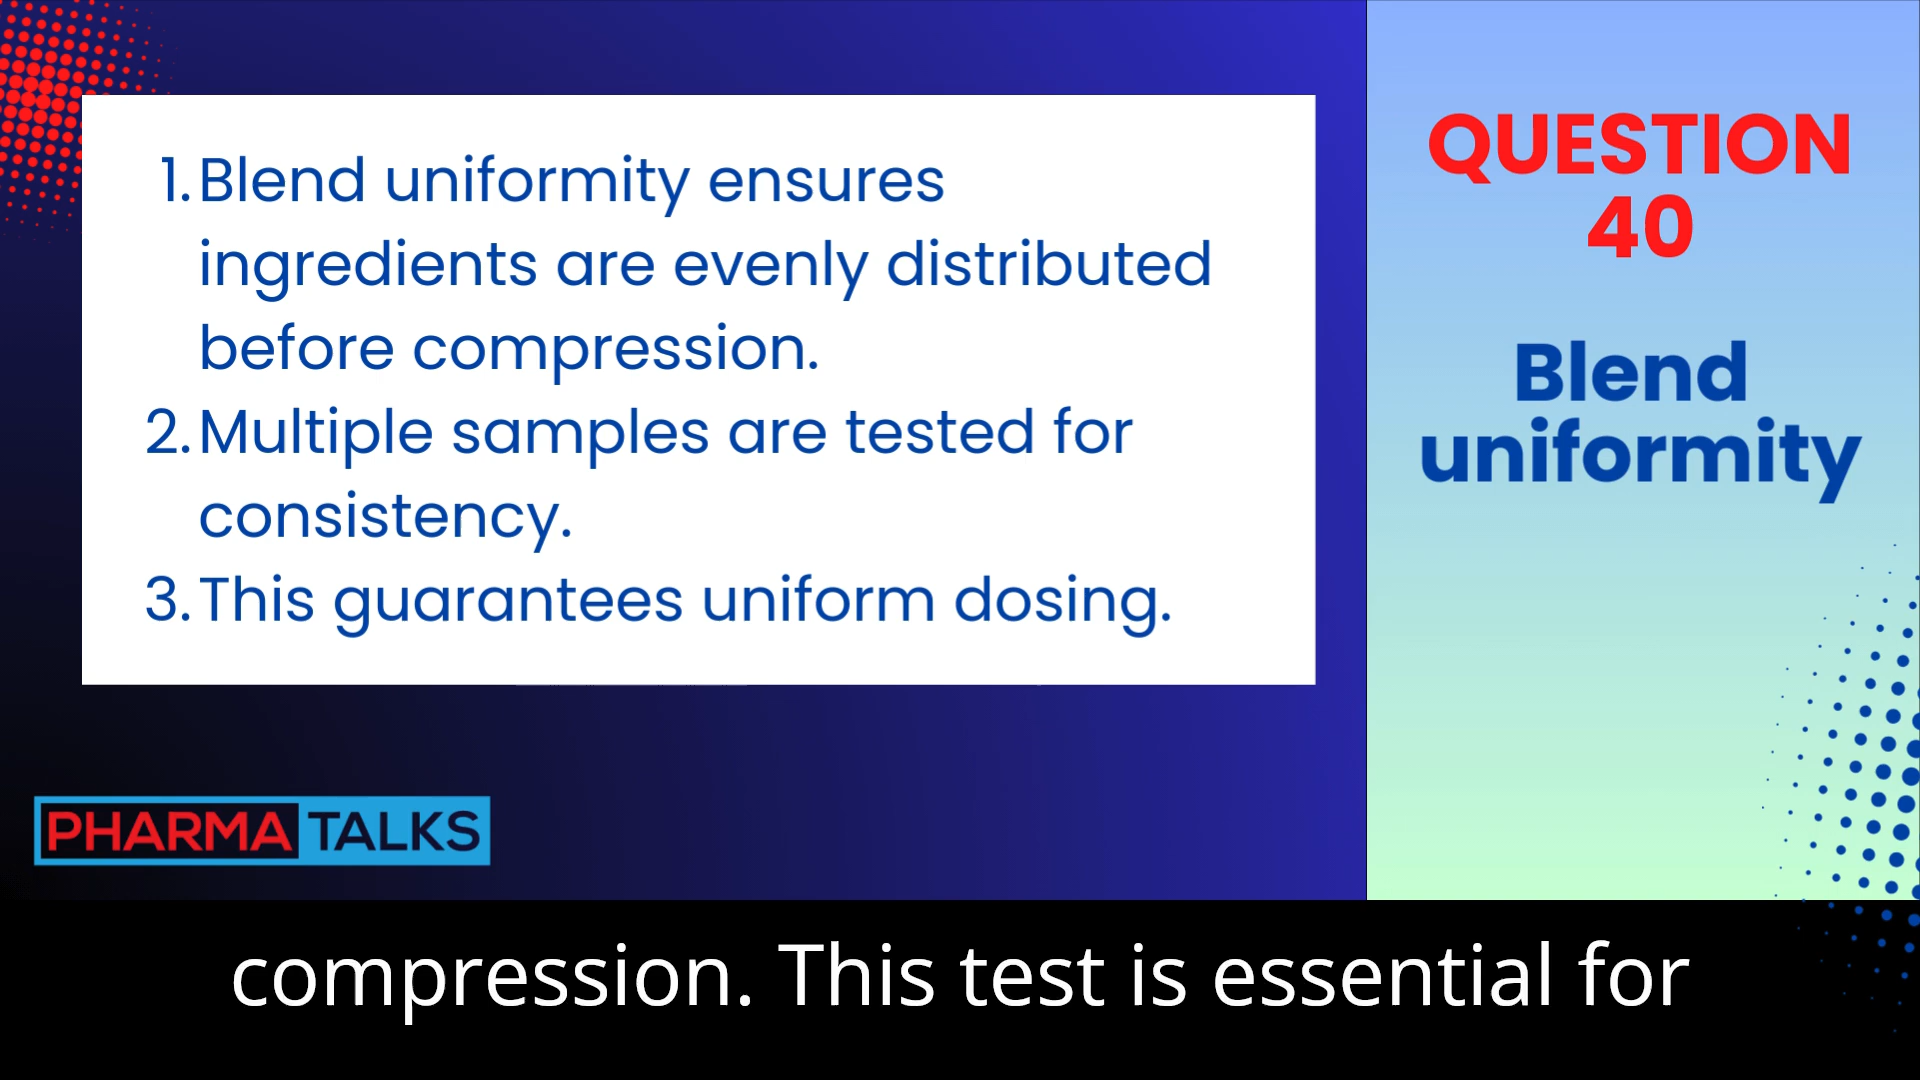 1. Blend uniformity ensures
ingredients are evenly distributed
before compression.
2. Multiple samples are tested for
consistency.
3. This guarantees uniform dosing.
QUESTION
40
Blend
uniformity
PHARMA TALKS
compression. This test is essential for